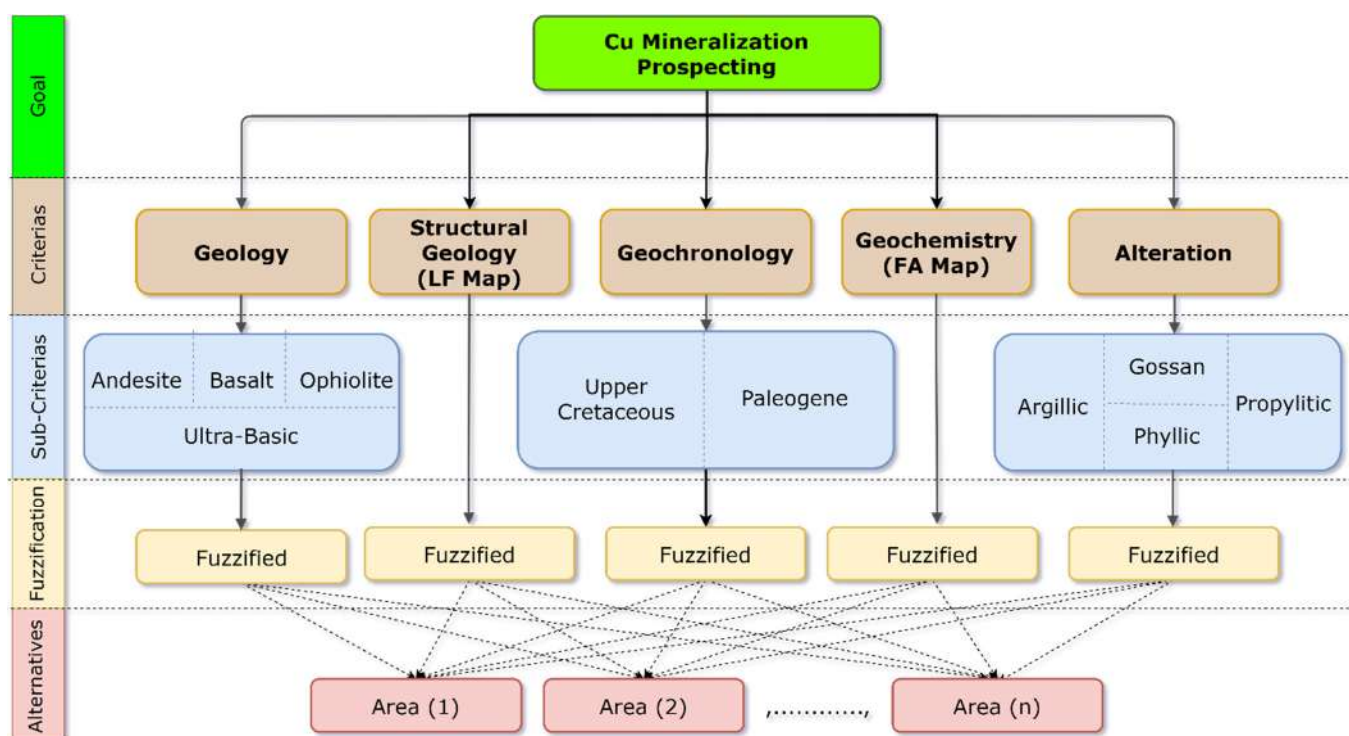 Goal
Cu Mineralization
Prospecting
Criterias
Geology
Structural
Geology
(LF Map)
Geochronology
Geochemistry
(FA Map)
Alteration
Sub-Criterias
Andesite
Basalt
Ophiolite
Ultra-Basic
Upper
Cretaceous
Paleogene
Argillic
Gossan
Phyllic
Propylitic
Fuzzification
Fuzzified
Fuzzified
Fuzzified
Fuzzified
Fuzzified
Alternatives
Area (1)
Area (2)
,............,
Area (n)